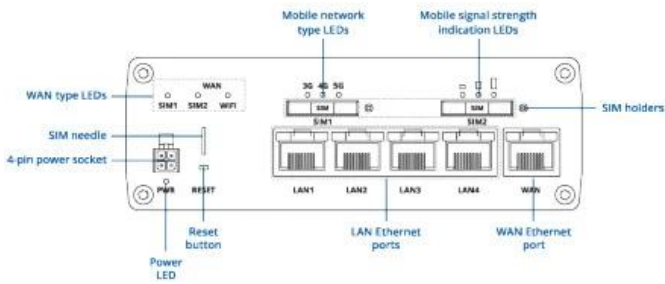 Mobile network
type LEDs
Mobile signal strength
indication LEDs
WAN type LEDs
WAN
SIM1 SIM2 WiFi
3G 4G 5G
SIM
SIM
SIM1
SIM2
SIM holders
SIM needle
4-pin power socket
PWR
RESET
LAN1 LAN2 LAN3 LAN4 WAN
Reset
button
LAN Ethernet
ports
WAN Ethernet
port
Power
LED